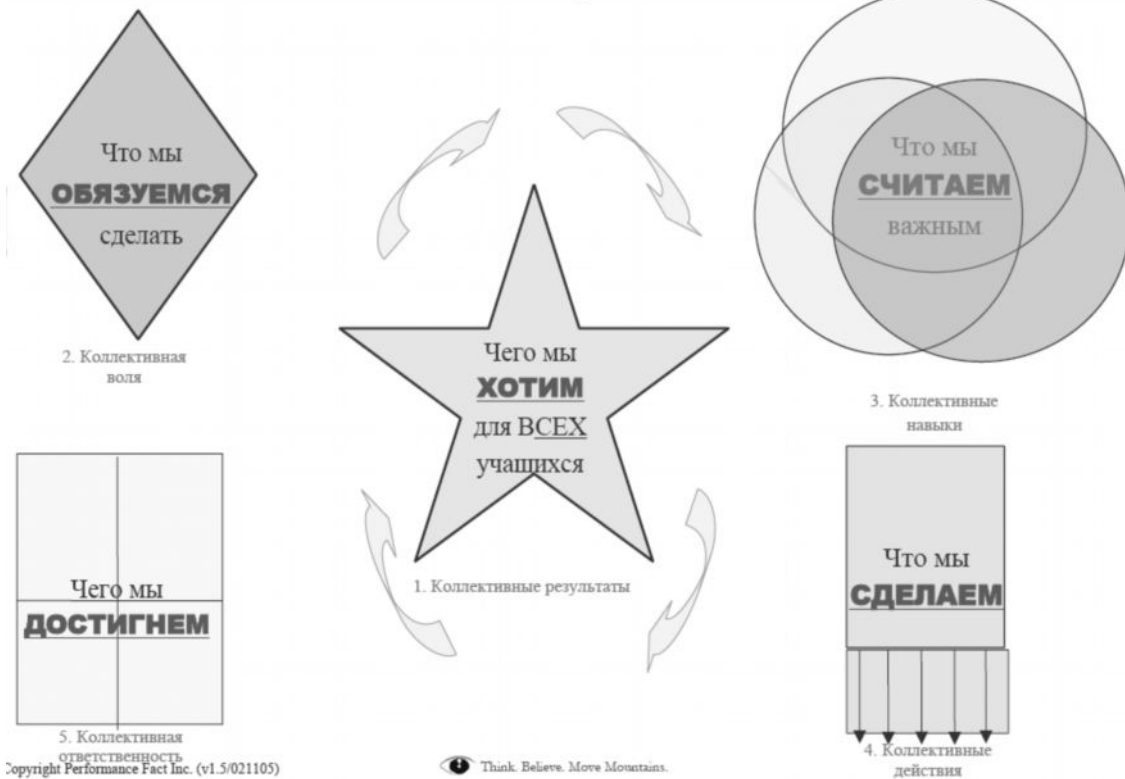 Что мы
ОБЯЗУЕМСЯ
сделать
2. Коллективная
воля
Что мы
СЧИТАЕМ
важным
3. Коллективные
навыки
Чего мы
ХОТИМ
для ВСЕХ
учащихся
1. Коллективные результаты
Чего мы
ДОСТИГНЕМ
5. Коллективная
ответственность
Что мы
СДЕЛАЕМ
4. Коллективные
действия
Copyright Performance Fact Inc. (v1.5/021105)
Think. Believe. Move Mountains.